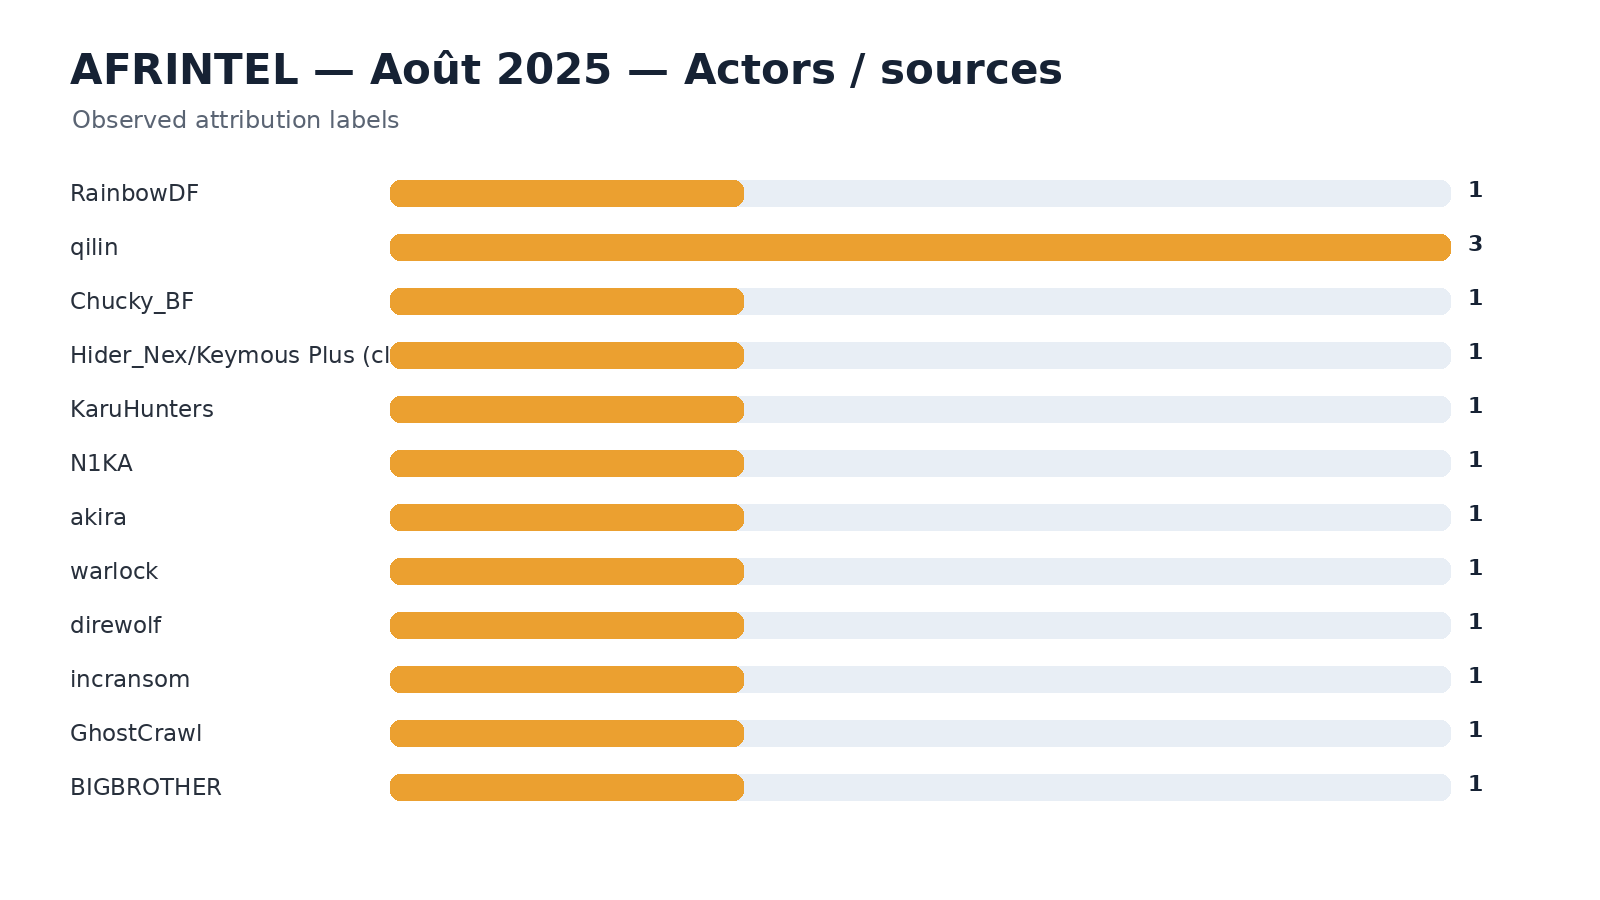 AFRINTEL — Août 2025 — Actors / sources
Observed attribution labels
RainbowDF 1
qilin 3
Chucky_BF 1
Hider_Nex/Keymous Plus (cl 1
KaruHunters 1
N1KA 1
akira 1
warlock 1
direwolf 1
incransom 1
GhostCrawl 1
BIGBROTHER 1